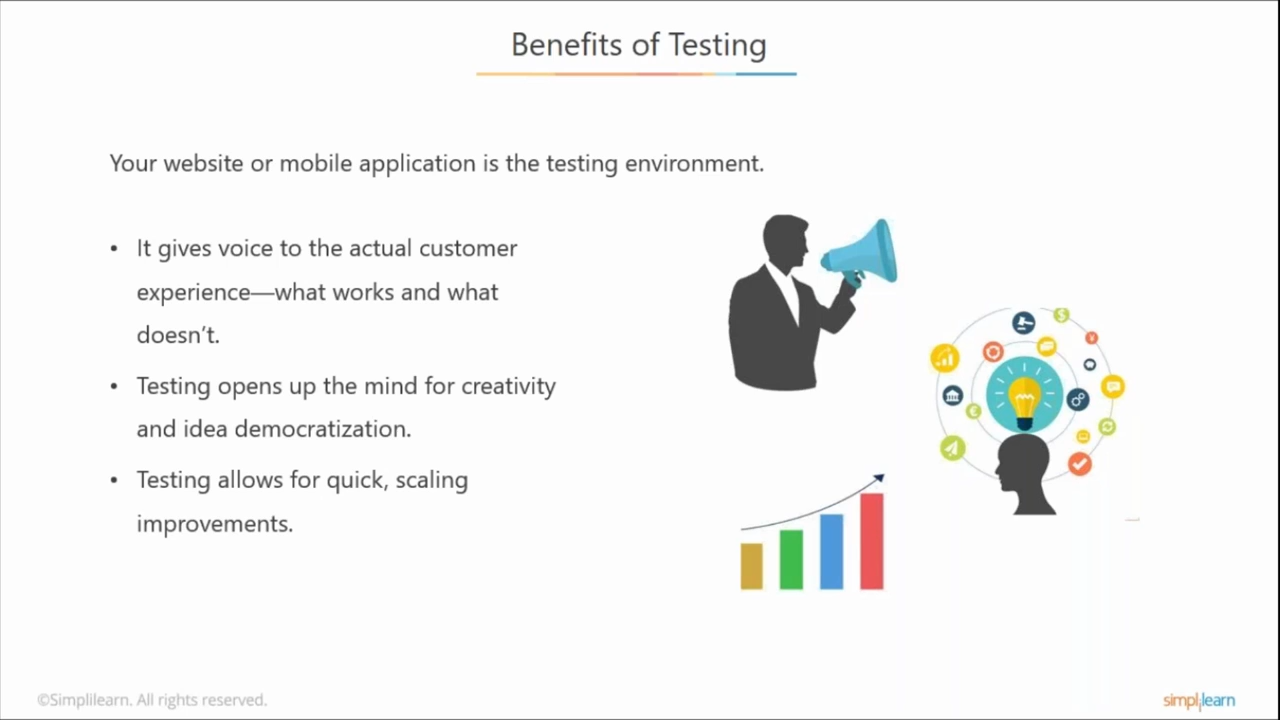 Benefits of Testing
Your website or mobile application is the testing environment.
• It gives voice to the actual customer
experience—what works and what
doesn’t.
• Testing opens up the mind for creativity
and idea democratization.
• Testing allows for quick, scaling
improvements.
©Simplilearn. All rights reserved.
simplilearn